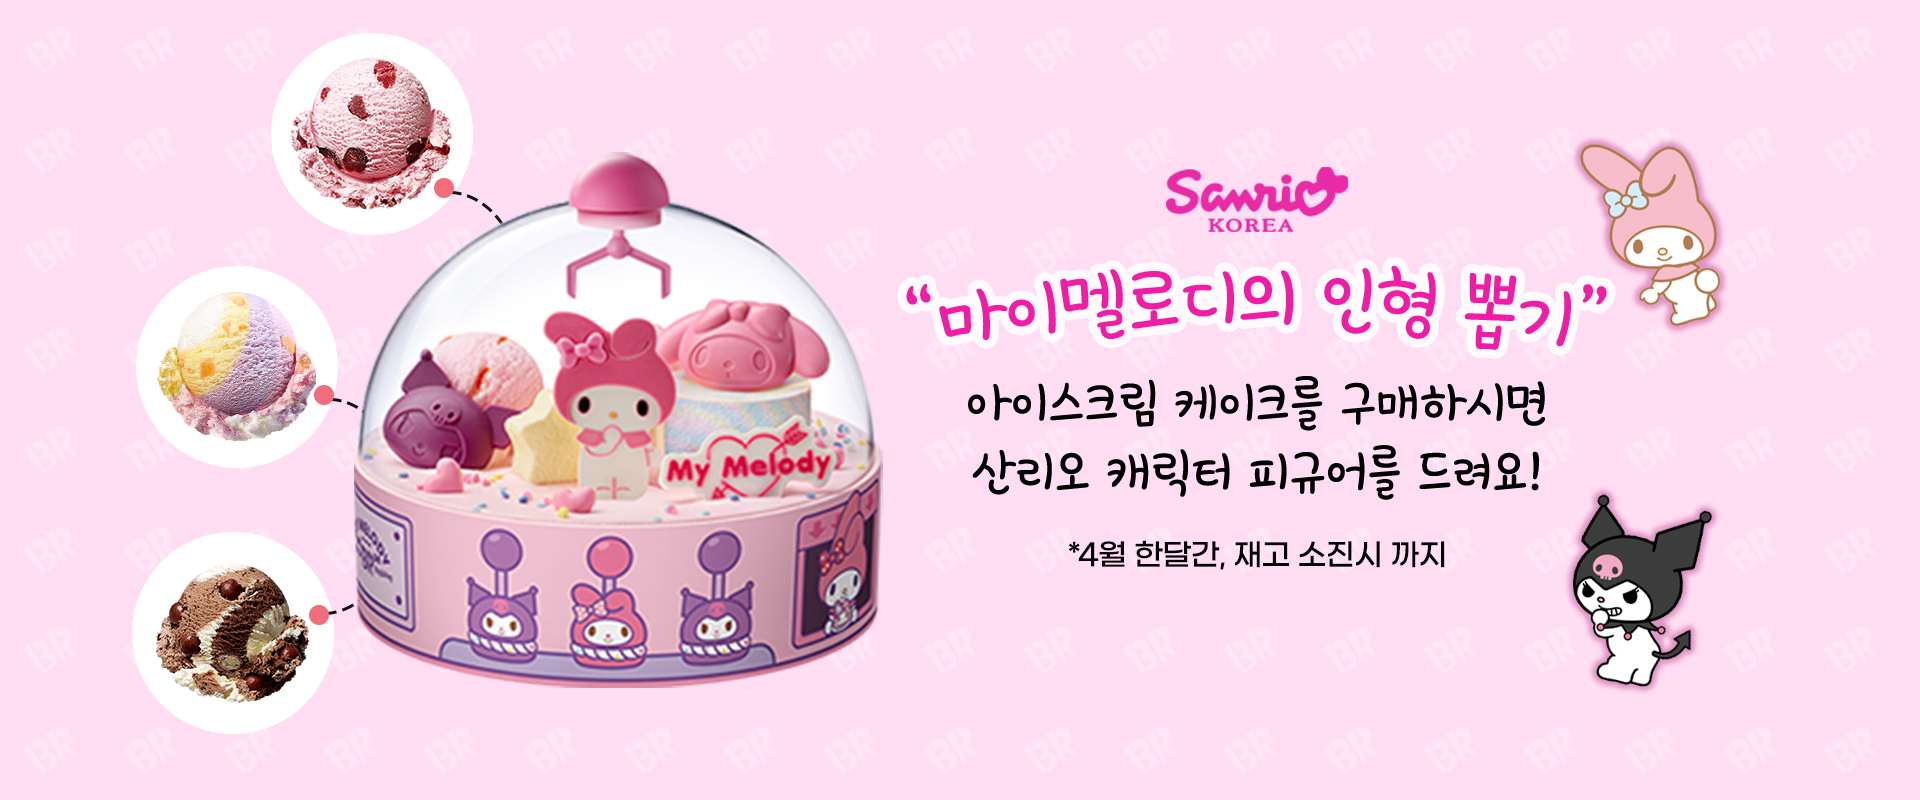 Sanrio
KOREA
“마이멜로디의 인형 뽑기”
아이스크림 케이크를 구매하시면
산리오 캐릭터 피규어를 드려요!
*4월 한달간, 재고 소진시 까지
My Melody
BR